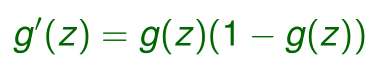 g′(z) = g(z)(1 − g(z))